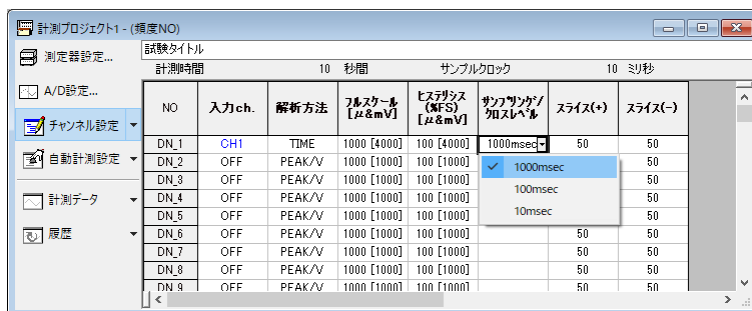 計測プロジェクト1 - (頻度NO)
測定器設定...
A/D設定...
チャンネル設定
自動計測設定
計測データ
履歴
試験タイトル
計測時間 10 秒間 サンプルクロック 10 ミリ秒
NO 入力ch. 解析方法 フルスケール [μ&mV] ヒステリシス (%FS) [μ&mV] サンプリング/クロスレベル スライス(+) スライス(-)
DN_1 CH1 TIME 1000 [4000] 100 [4000] 1000msec 50 50
DN_2 OFF PEAK/V 1000 [1000] 100 [1000] 50
DN_3 OFF PEAK/V 1000 [1000] 100 [1000] 50
DN_4 OFF PEAK/V 1000 [1000] 100 [1000] 50
DN_5 OFF PEAK/V 1000 [1000] 100 [1000] 50
DN_6 OFF PEAK/V 1000 [1000] 100 [1000] 50 50
DN_7 OFF PEAK/V 1000 [1000] 100 [1000] 50 50
DN_8 OFF PEAK/V 1000 [1000] 100 [1000] 50 50
DN_9 OFF PEAK/V 1000 [1000] 100 [1000] 50 50
1000msec
100msec
10msec